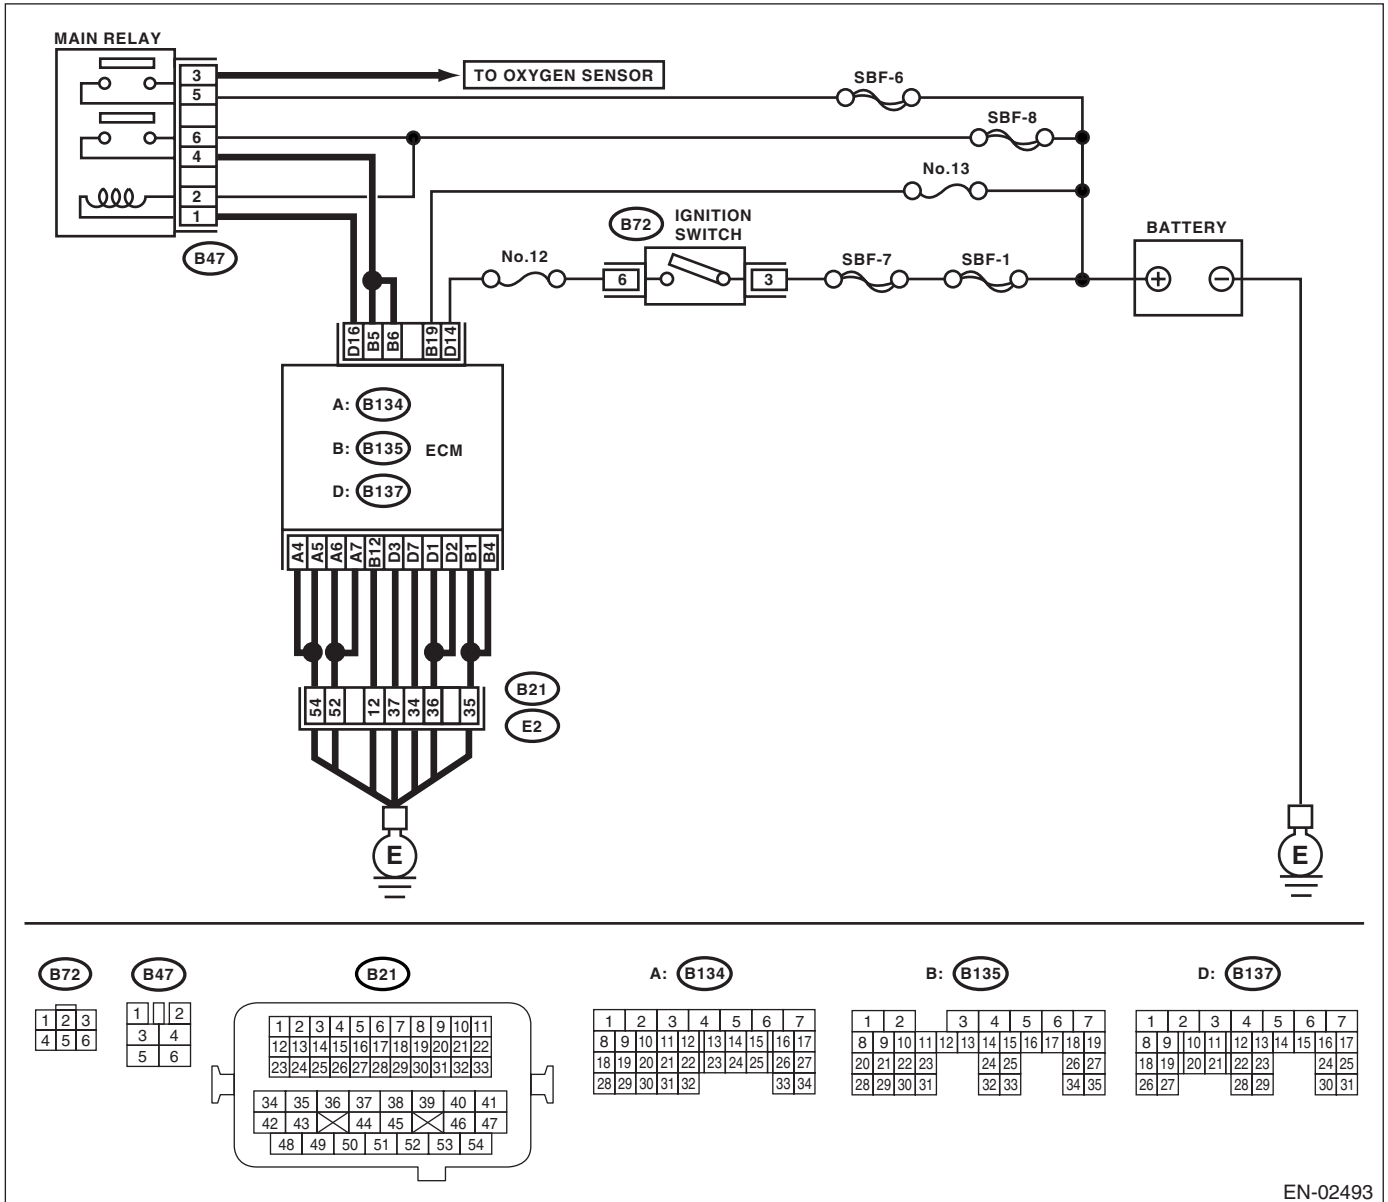 MAIN RELAY
3
TO OXYGEN SENSOR
5
SBF-6
6
SBF-8
4
No.13
2
1
B47
B72
IGNITION
SWITCH
BATTERY
No.12
6
3
SBF-7
SBF-1
+
−
D16 B5 B6 B19 D14
A: B134
B: B135 ECM
D: B137
A4 A5 A6 A7 B12 D3 D7 D1 D2 B1 B4
54 52 12 37 34 36 35
B21
E2
E
E
B72
1 2 3
4 5 6
B47
1 2
3 4
5 6
B21
1 2 3 4 5 6 7 8 9 10 11
12 13 14 15 16 17 18 19 20 21 22
23 24 25 26 27 28 29 30 31 32 33
34 35 36 37 38 39 40 41
42 43 44 45 46 47
48 49 50 51 52 53 54
A: B134
1 2 3 4 5 6 7
8 9 10 11 12 13 14 15 16 17
18 19 20 21 22 23 24 25 26 27
28 29 30 31 32 33 34
B: B135
1 2 3 4 5 6 7
8 9 10 11 12 13 14 15 16 17 18 19
20 21 22 23 24 25 26 27
28 29 30 31 32 33 34 35
D: B137
1 2 3 4 5 6 7
8 9 10 11 12 13 14 15 16 17
18 19 20 21 22 23 24 25
26 27 28 29 30 31
EN-02493